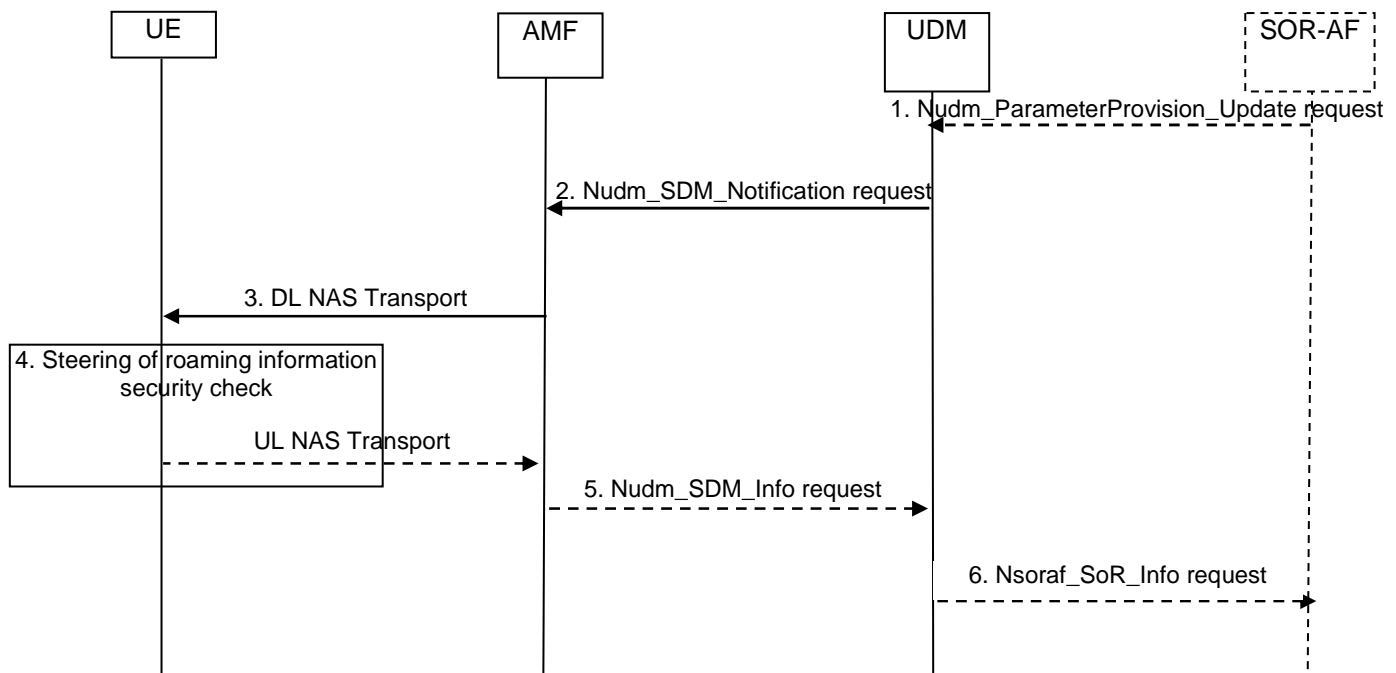 UE
AMF
UDM
SOR-AF
1. Nudm_ParameterProvision_Update request
2. Nudm_SDM_Notification request
3. DL NAS Transport
4. Steering of roaming information
security check
UL NAS Transport
5. Nudm_SDM_Info request
6. Nsoraf_SoR_Info request